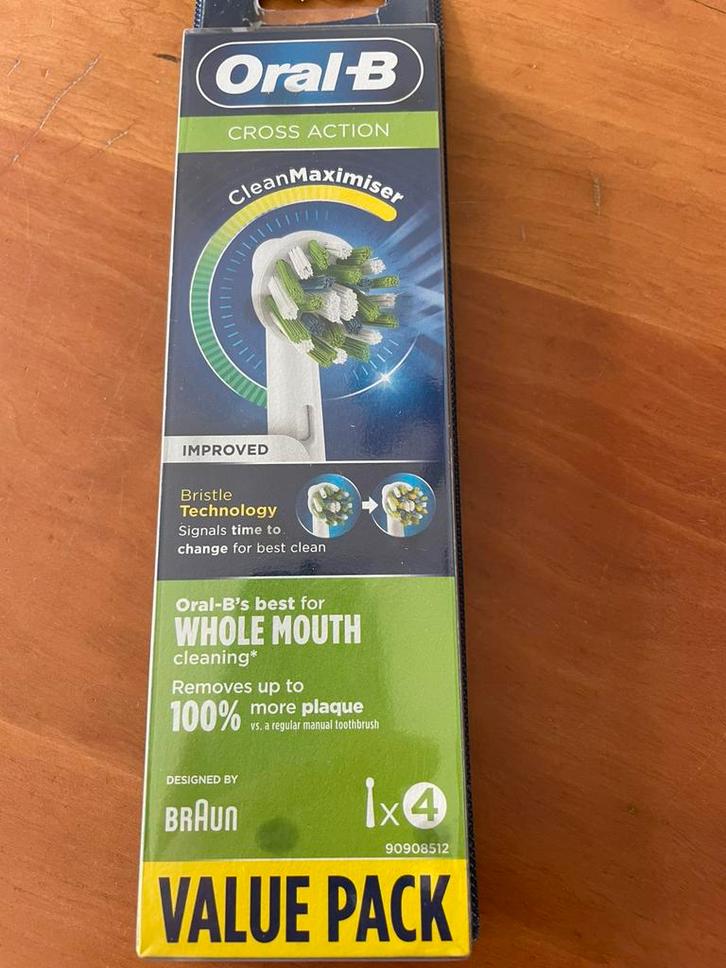 Oral-B
CROSS ACTION
CleanMaximiser
IMPROVED
Bristle
Technology
Signals time to
change for best clean
Oral-B's best for
WHOLE MOUTH
cleaning*
Removes up to
100% more plaque
vs. a regular manual toothbrush
DESIGNED BY
BRAUN
x4
90908512
VALUE PACK